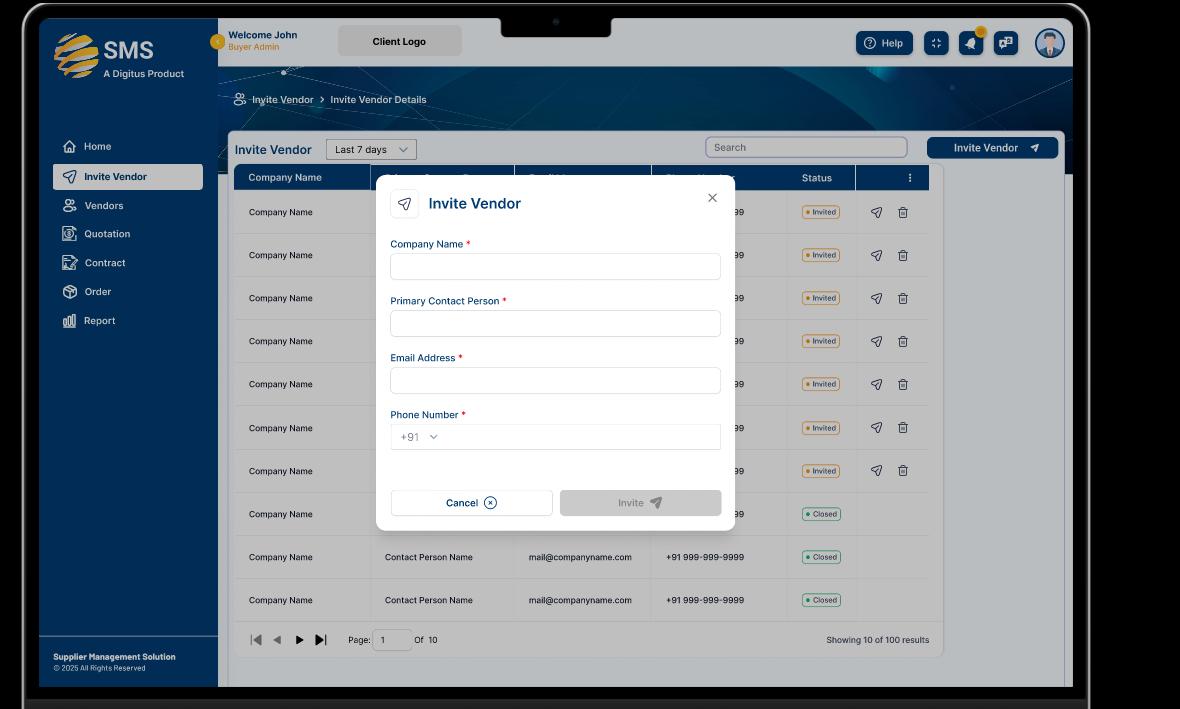 SMS
A Digitus Product
Welcome John
Buyer Admin
Client Logo
Help
Invite Vendor > Invite Vendor Details
Home
Invite Vendor
Vendors
Quotation
Contract
Order
Report
Invite Vendor
Last 7 days
Search
Invite Vendor
Company Name Status
Company Name 99 Invited
Company Name 99 Invited
Company Name 99 Invited
Company Name 99 Invited
Company Name 99 Invited
Company Name 99 Invited
Company Name 99 Invited
Company Name 99 Closed
Company Name Contact Person Name mail@companyname.com +91 999-999-9999 Closed
Company Name Contact Person Name mail@companyname.com +91 999-999-9999 Closed
Invite Vendor
Company Name *
Primary Contact Person *
Email Address *
Phone Number *
+91
Cancel
Invite
Page: 1 Of 10
Showing 10 of 100 results
Supplier Management Solution
© 2025 All Rights Reserved